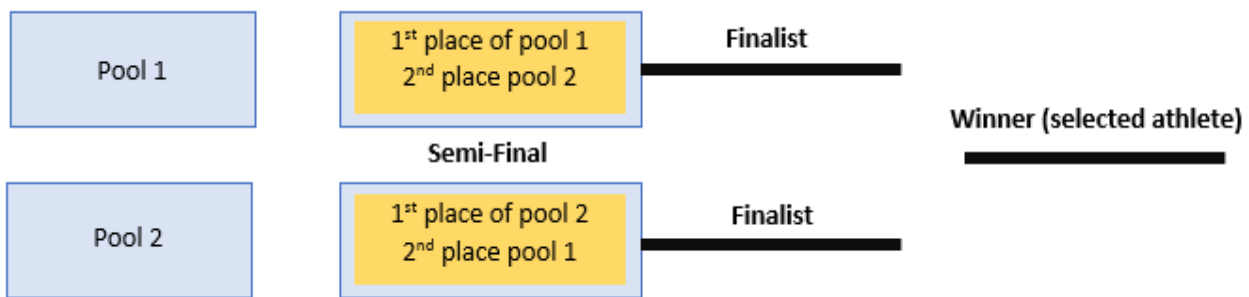 Pool 1
1st place of pool 1
2nd place pool 2
Finalist
Winner (selected athlete)
Semi-Final
Pool 2
1st place of pool 2
2nd place pool 1
Finalist